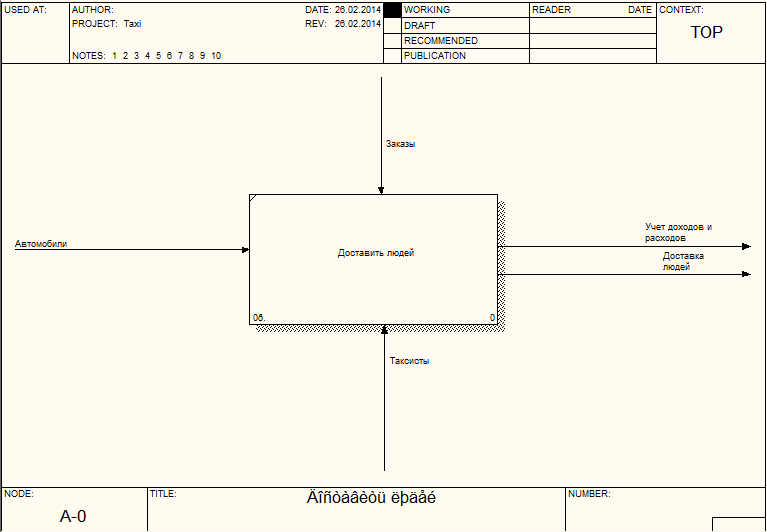 USED AT:
AUTHOR:
DATE: 26.02.2014
PROJECT: Taxi
REV: 26.02.2014
NOTES: 1 2 3 4 5 6 7 8 9 10
WORKING
DRAFT
RECOMMENDED
PUBLICATION
READER
DATE
CONTEXT:
TOP
Заказы
Автомобили
Доставить людей
0б.
0
Учет доходов и
расходов
Доставка
людей
Таксисты
NODE:
A-0
TITLE:
Äîñòàâèòü ëþäåé
NUMBER: